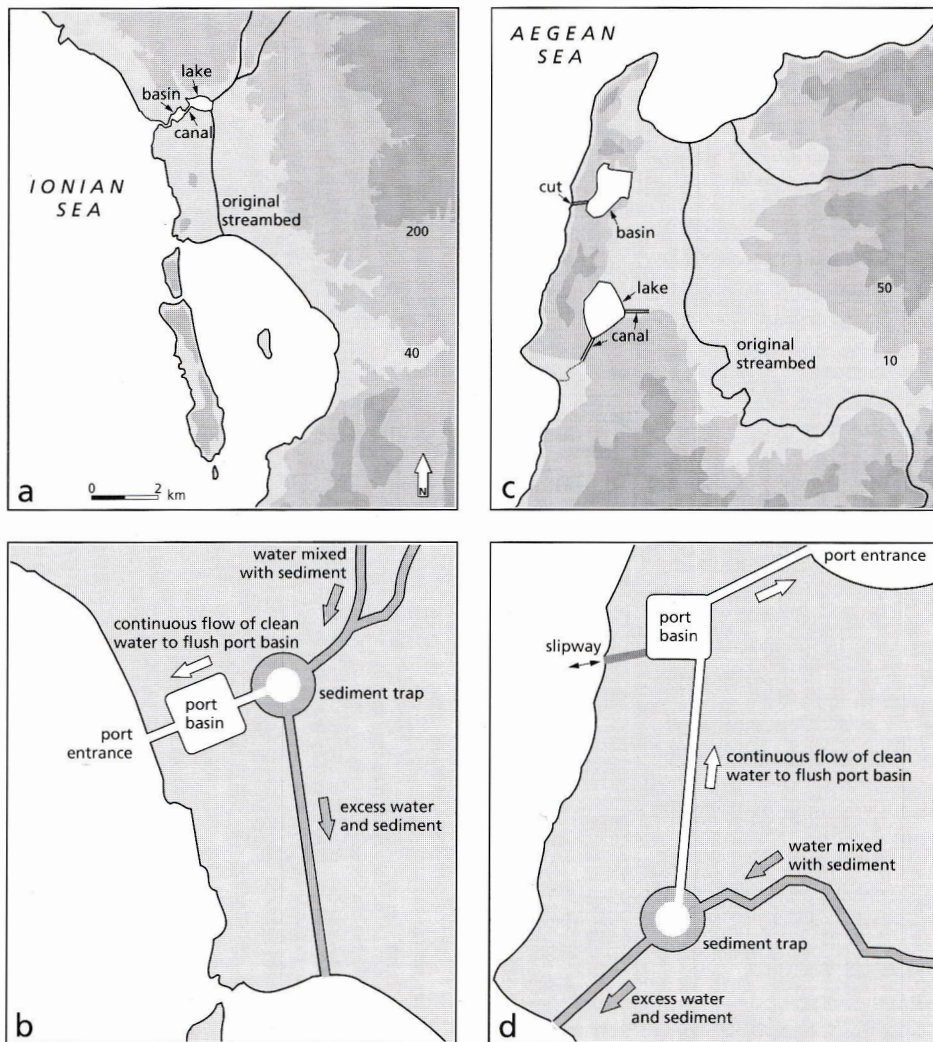 lake
basin
canal
IONIAN
SEA
original
streambed
200
40
N
0 2
km
a
AEGEAN
SEA
cut
basin
lake
canal
50
original
streambed
10
c
water mixed
with sediment
continuous flow of clean
water to flush port basin
port
basin
sediment trap
port
entrance
excess water
and sediment
b
port entrance
port
basin
slipway
continuous flow of clean
water to flush port basin
water mixed
with sediment
sediment trap
excess water
and sediment
d